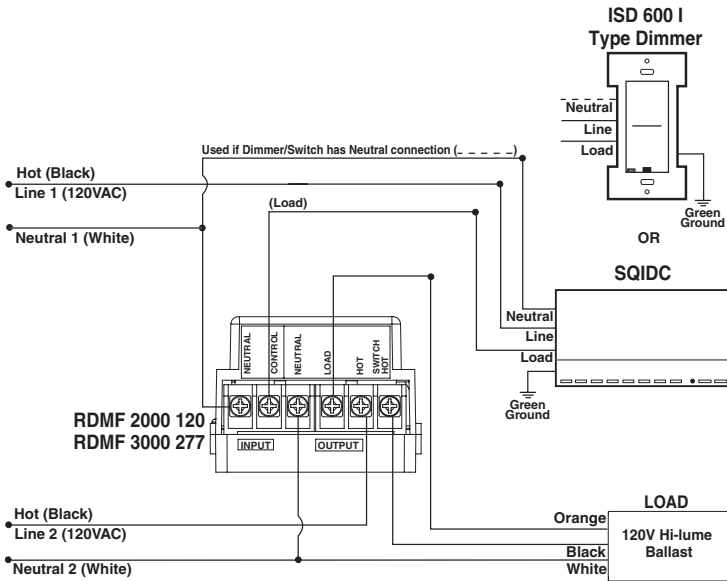 ISD 600 I
Type Dimmer
Neutral
Line
Load
Green
Ground
OR
Used if Dimmer/Switch has Neutral connection (_ _ _ _ _)
Hot (Black)
Line 1 (120VAC)
Neutral 1 (White)
(Load)
SQIDC
Neutral
Line
Load
Green
Ground
NEUTRAL
CONTROL
NEUTRAL
LOAD
HOT
SWITCH
HOT
RDMF 2000 120
RDMF 3000 277
INPUT
OUTPUT
Hot (Black)
Line 2 (120VAC)
Neutral 2 (White)
LOAD
Orange
Black
White
120V Hi-lume
Ballast